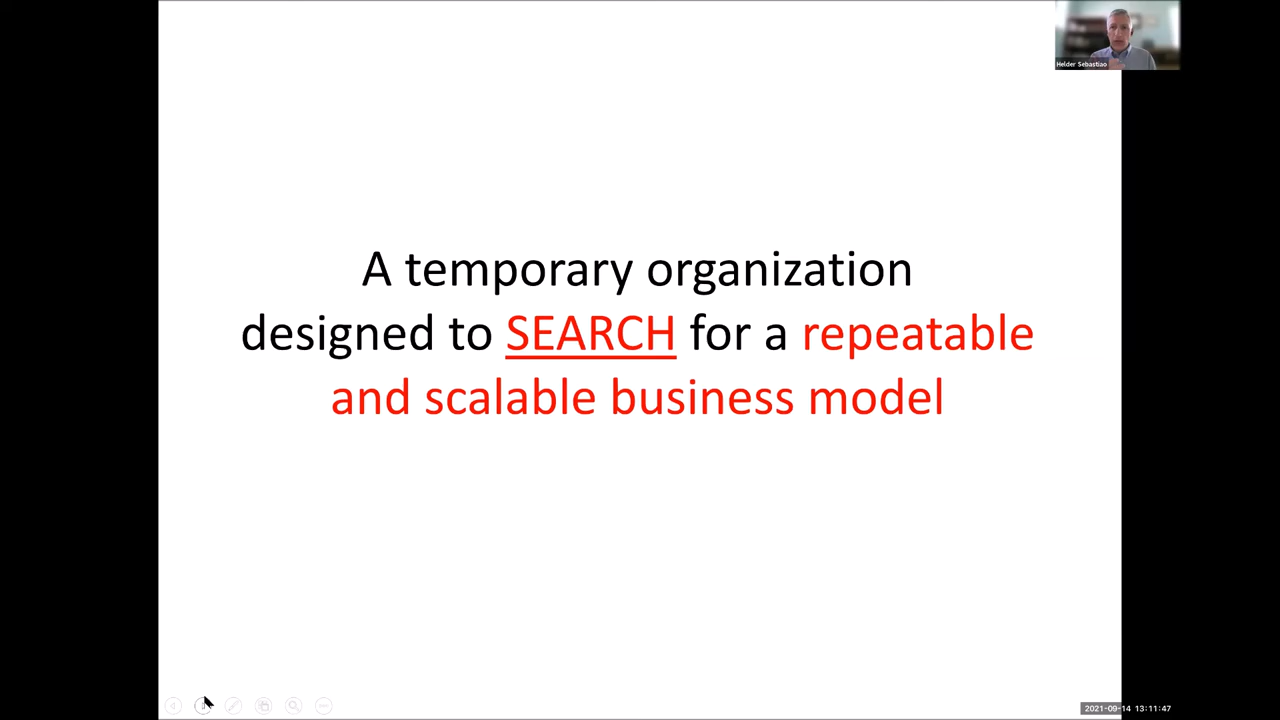 Helder Sebastiao
A temporary organization
designed to SEARCH for a repeatable
and scalable business model
2021-09-14 13:11:47